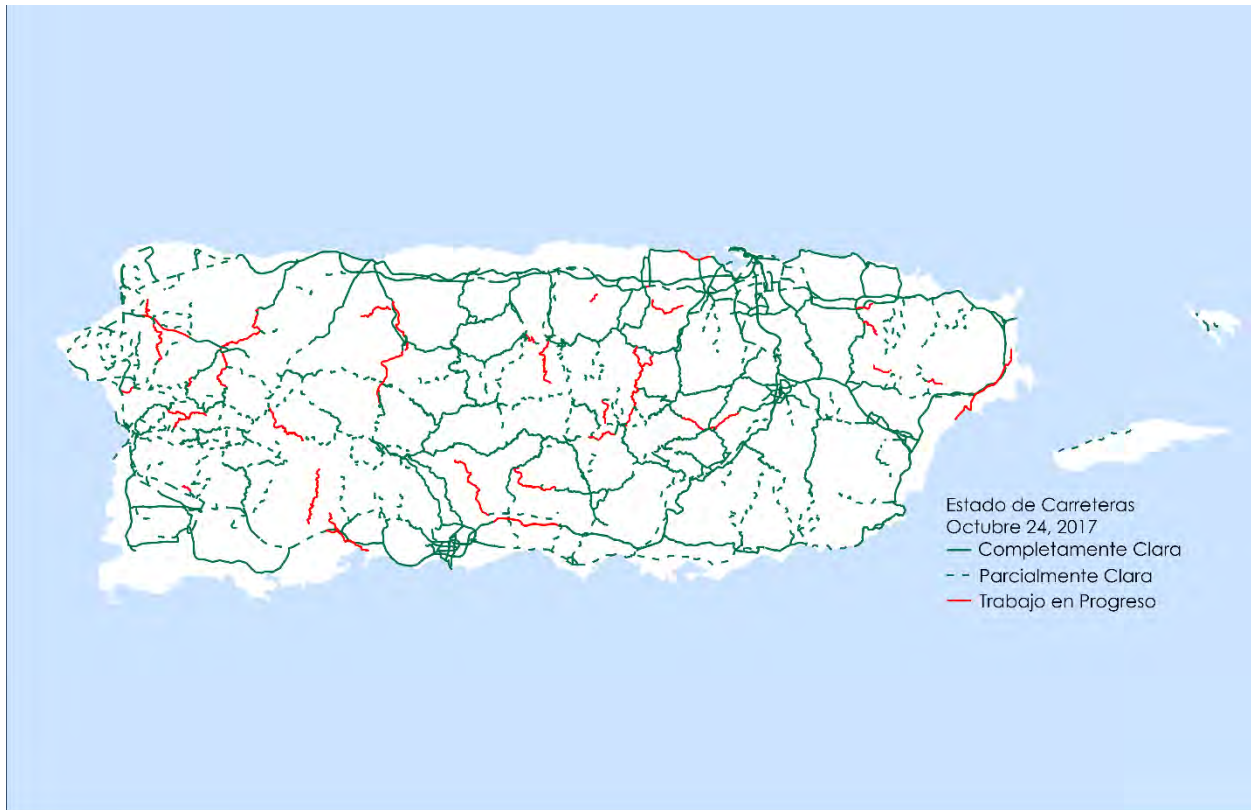 Estado de Carreteras
Octubre 24, 2017
Completamente Clara
Parcialmente Clara
Trabajo en Progreso